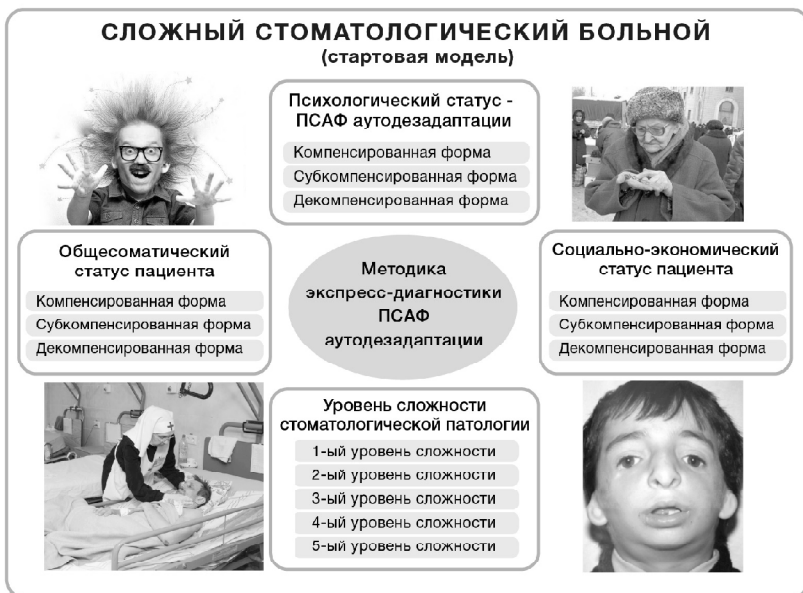 СЛОЖНЫЙ СТОМАТОЛОГИЧЕСКИЙ БОЛЬНОЙ
(стартовая модель)
Психологический статус -
ПСАФ аутодезадаптации
Компенсированная форма
Субкомпенсированная форма
Декомпенсированная форма
Общесоматический
статус пациента
Компенсированная форма
Субкомпенсированная форма
Декомпенсированная форма
Методика
экспресс-диагностики
ПСАФ
аутодезадаптации
Социально-экономический
статус пациента
Компенсированная форма
Субкомпенсированная форма
Декомпенсированная форма
Уровень сложности
стоматологической патологии
1-ый уровень сложности
2-ый уровень сложности
3-ый уровень сложности
4-ый уровень сложности
5-ый уровень сложности